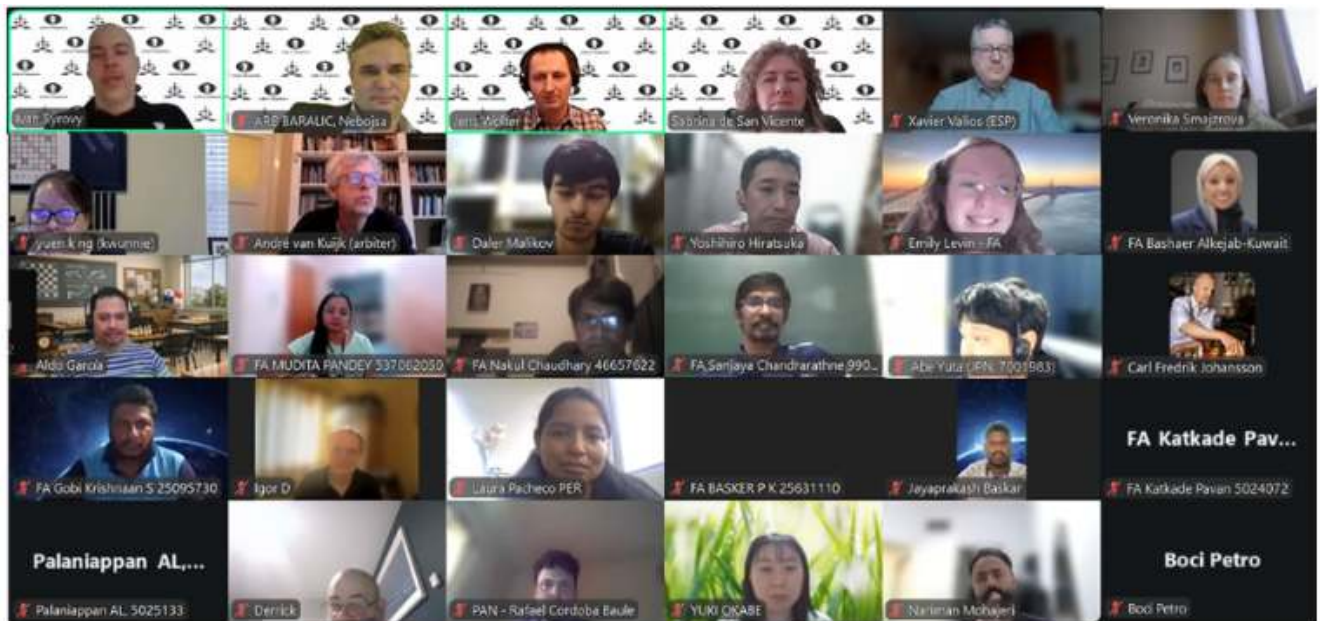 Ivan Syrovy
ARB BARALIC, Nebojsa
Jens Wolter
Sabrina de San Vicente
Xavier Valios (ESP)
Veronika Smajzrova
yuen k ng (kwunnie)
André van Kuijk (arbiter)
Daler Malikov
Yoshihiro Hiratsuka
Emily Levin - FA
FA Bashaer Alkejab-Kuwait
Aldo García
FA MUDITA PANDEY 537062050
FA Nakul Chaudhary 46657622
FA Sanjaya Chandrarathne 990...
Abe Yuta (JPN, 7001983)
Carl Fredrik Johansson
FA Gobi Krishnaan S 25095730
Igor D
Laura Pacheco PER
FA BASKER P K 25631110
Jayaprakash Baskar
FA Katkade Pav...
FA Katkade Pavan 5024072
Palaniappan AL,...
Palaniappan AL, 5025133
Derrick
PAN - Rafael Cordoba Baule
YUKI OKABE
Nariman Mohajeri
Boci Petro
Boci Petro